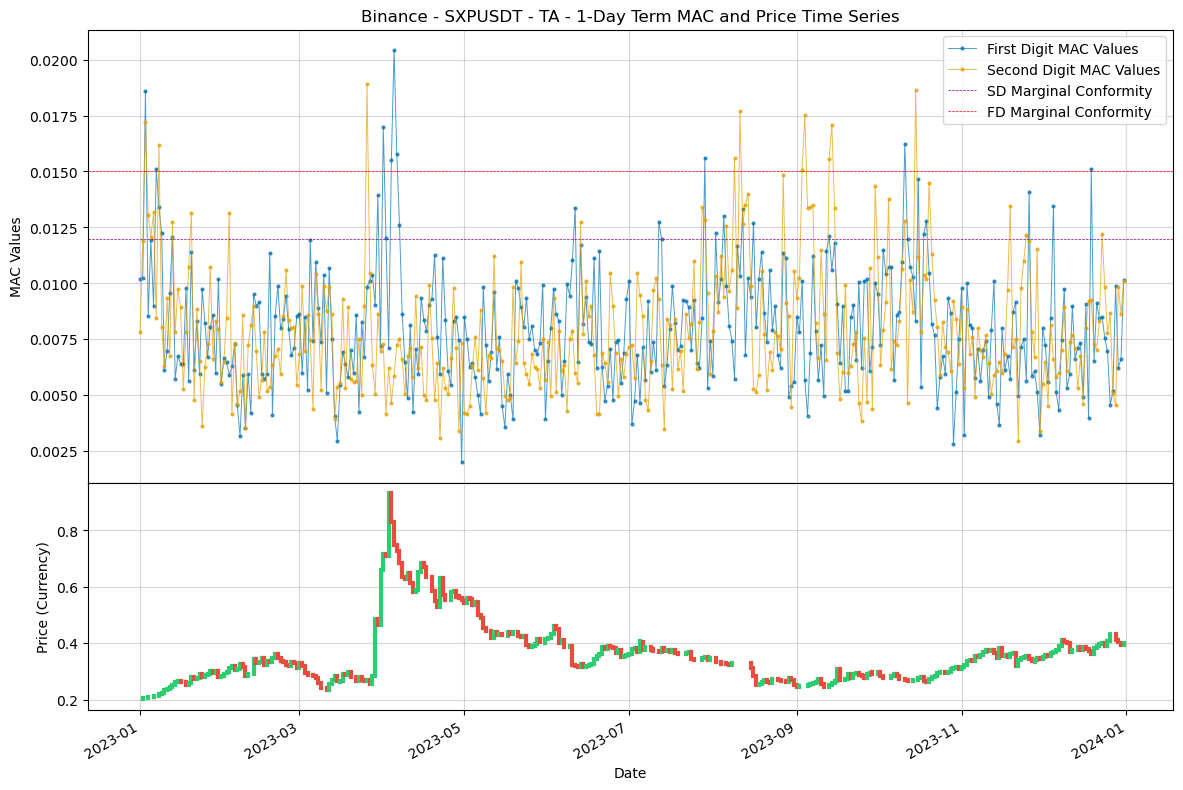 Binance - SXPUSDT - TA - 1-Day Term MAC and Price Time Series
First Digit MAC Values
Second Digit MAC Values
SD Marginal Conformity
FD Marginal Conformity
MAC Values
0.0200
0.0175
0.0150
0.0125
0.0100
0.0075
0.0050
0.0025
Price (Currency)
0.8
0.6
0.4
0.2
2023-01
2023-03
2023-05
2023-07
2023-09
2023-11
2024-01
Date